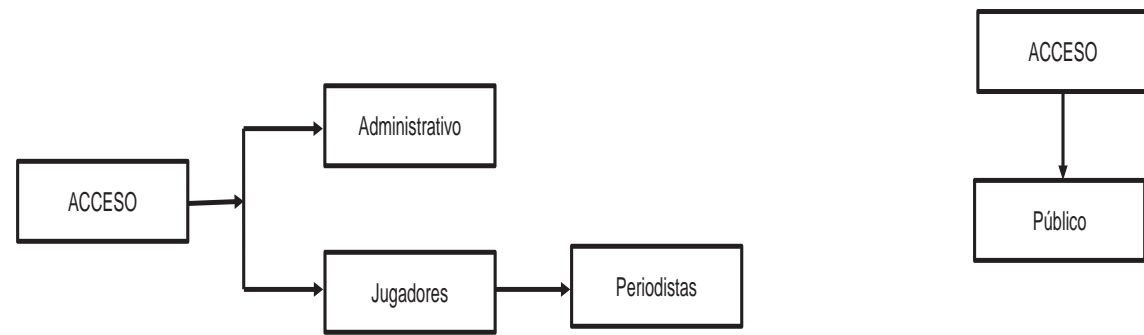 ACCESO
Administrativo
ACCESO
Jugadores
Periodistas
Público